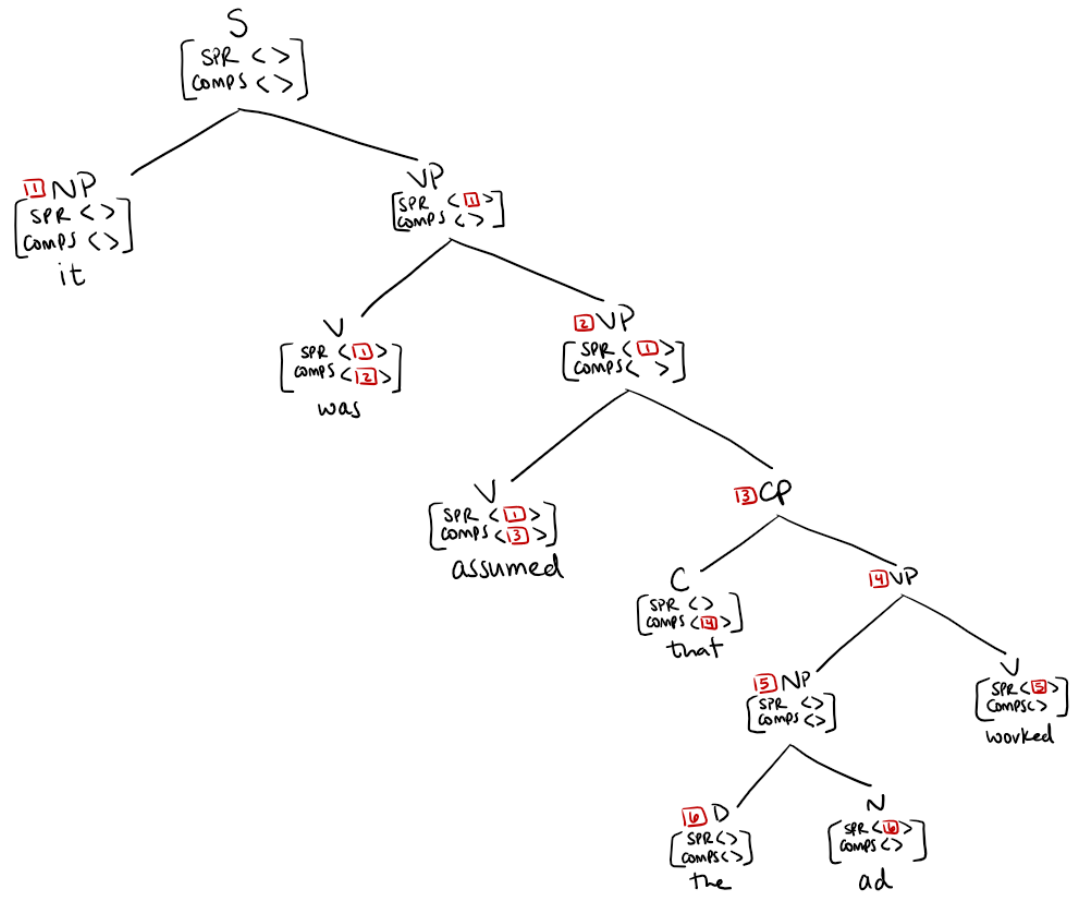 S
[SPR < >
COMPS < >]
1 NP
[SPR < >
COMPS < >]
it
VP
[SPR < 1 >
COMPS < >]
V
[SPR < 1 >
COMPS < 2 >]
was
2 VP
[SPR < 1 >
COMPS < >]
V
[SPR < 1 >
COMPS < 3 >]
assumed
3 CP
C
[SPR < >
COMPS < 4 >]
that
4 VP
5 NP
[SPR < >
COMPS < >]
V
[SPR < 5 >
COMPS < >]
worked
6 D
[SPR < >
COMPS < >]
the
N
[SPR < 6 >
COMPS < >]
ad